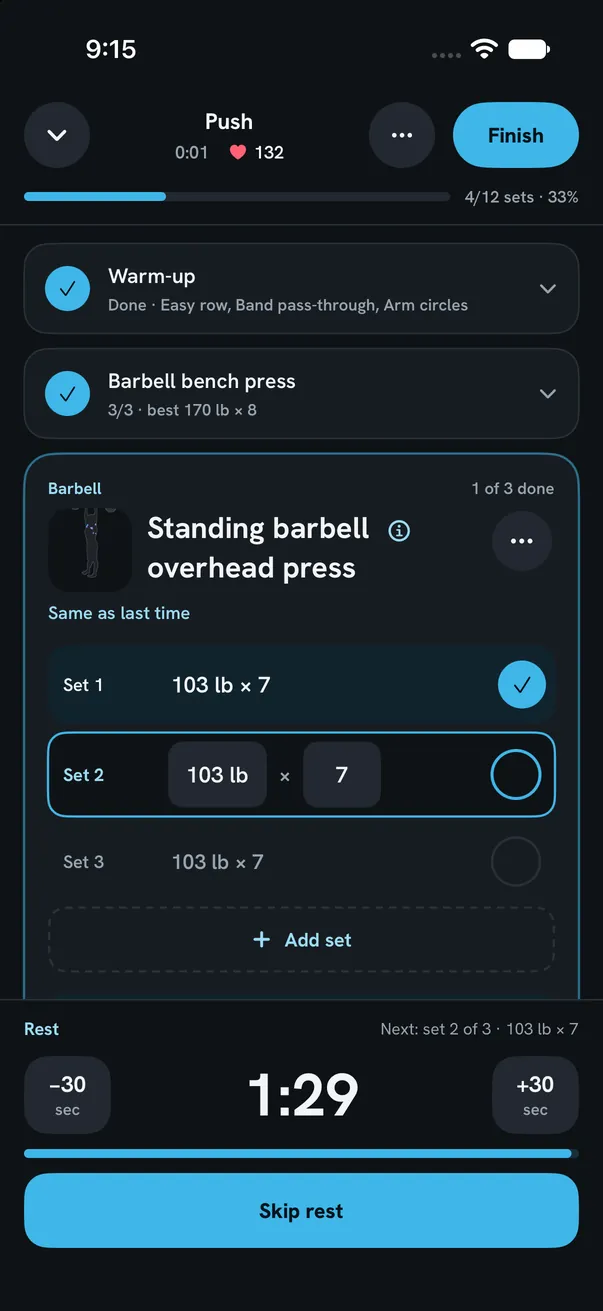 9:15
Push
0:01 132
Finish
4/12 sets · 33%
Warm-up
Done · Easy row, Band pass-through, Arm circles
Barbell bench press
3/3 · best 170 lb × 8
Barbell
1 of 3 done
Standing barbell
overhead press
Same as last time
Set 1 103 lb × 7
Set 2 103 lb × 7
Set 3 103 lb × 7
+ Add set
Rest
Next: set 2 of 3 · 103 lb × 7
−30
sec
1:29
+30
sec
Skip rest